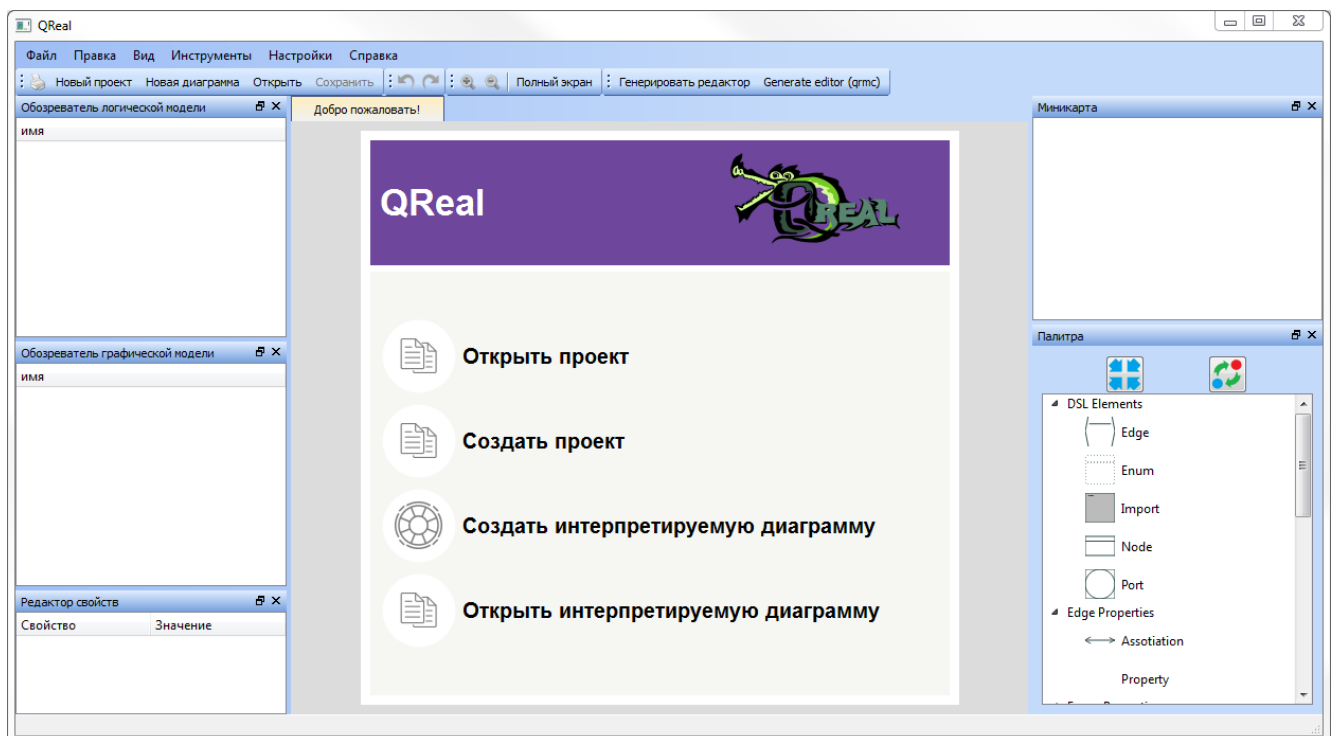 QReal
Файл Правка Вид Инструменты Настройки Справка
Новый проект Новая диаграмма Открыть Сохранить Полный экран Генерировать редактор Generate editor (qrmc)
Обозреватель логической модели
имя
Обозреватель графической модели
имя
Редактор свойств
Свойство Значение
Добро пожаловать!
QReal
QREAL
Открыть проект
Создать проект
Создать интерпретируемую диаграмму
Открыть интерпретируемую диаграмму
Миникарта
Палитра
DSL Elements
Edge
Enum
Import
Node
Port
Edge Properties
Assotiation
Property